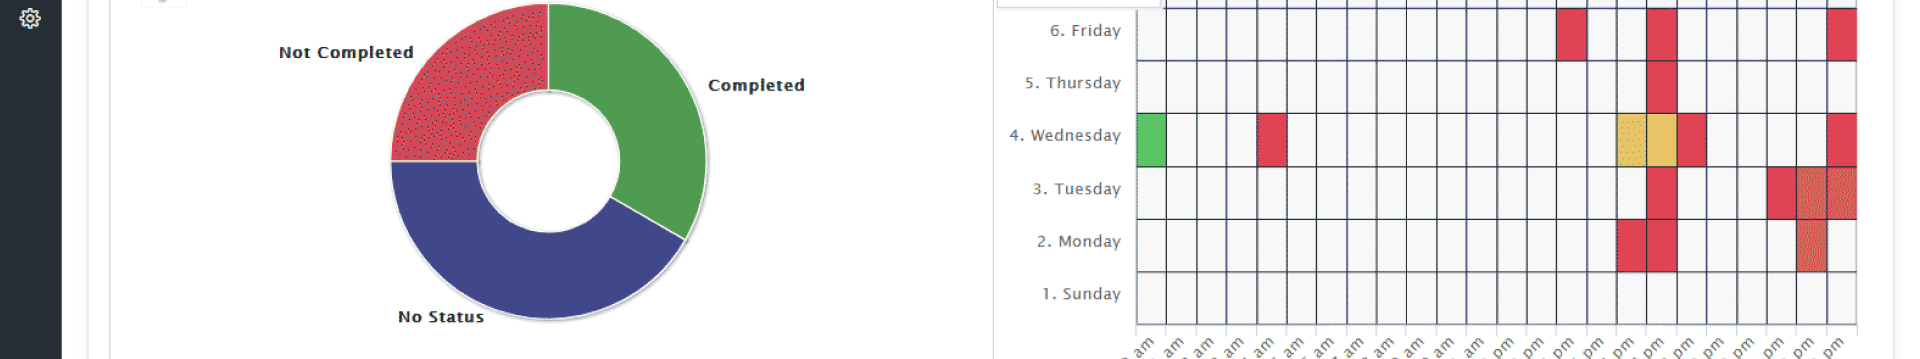 Not Completed
Completed
No Status
6. Friday
5. Thursday
4. Wednesday
3. Tuesday
2. Monday
1. Sunday
am am am am am am am am am am am am pm pm pm pm pm pm pm pm pm pm pm pm